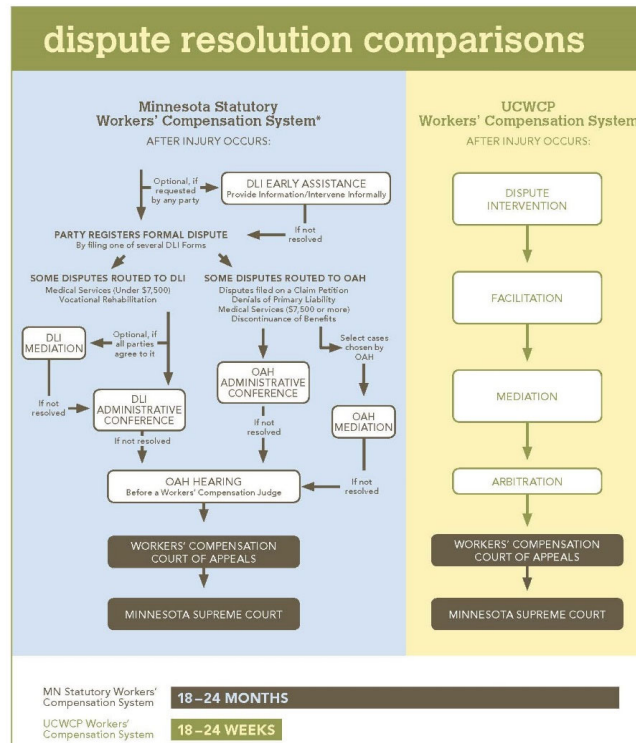 dispute resolution comparisons
Minnesota Statutory
Workers' Compensation System*
AFTER INJURY OCCURS:
Optional, if
requested
by any party
DLI EARLY ASSISTANCE
Provide Information/Intervene Informally
If not
resolved
PARTY REGISTERS FORMAL DISPUTE
By filing one of several DLI Forms
SOME DISPUTES ROUTED TO DLI
Medical Services (Under $7,500)
Vocational Rehabilitation
SOME DISPUTES ROUTED TO OAH
Disputes filed on a Claim Petition
Denials of Primary Liability
Medical Services ($7,500 or more)
Discontinuance of Benefits
DLI
MEDIATION
Optional, if
all parties
agree to it
Select cases
chosen by
OAH
If not
resolved
DLI
ADMINISTRATIVE
CONFERENCE
OAH
ADMINISTRATIVE
CONFERENCE
OAH
MEDIATION
If not resolved
If not
resolved
If not
resolved
OAH HEARING
Before a Workers' Compensation Judge
WORKERS' COMPENSATION
COURT OF APPEALS
MINNESOTA SUPREME COURT
UCWCP
Workers' Compensation System
AFTER INJURY OCCURS:
DISPUTE
INTERVENTION
FACILITATION
MEDIATION
ARBITRATION
WORKERS' COMPENSATION
COURT OF APPEALS
MINNESOTA SUPREME COURT
MN Statutory Workers'
Compensation System
18–24 MONTHS
UCWCP Workers'
Compensation System
18–24 WEEKS